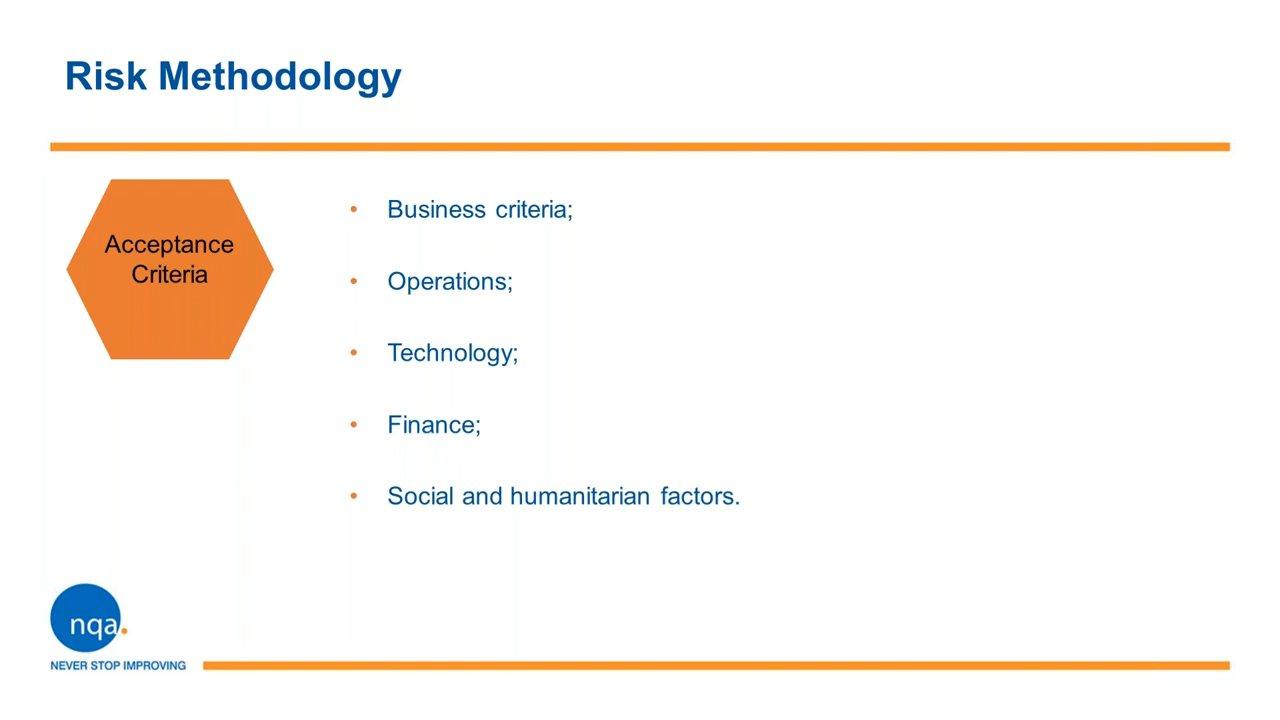 Risk Methodology
Acceptance
Criteria
• Business criteria;
• Operations;
• Technology;
• Finance;
• Social and humanitarian factors.
nqa.
NEVER STOP IMPROVING